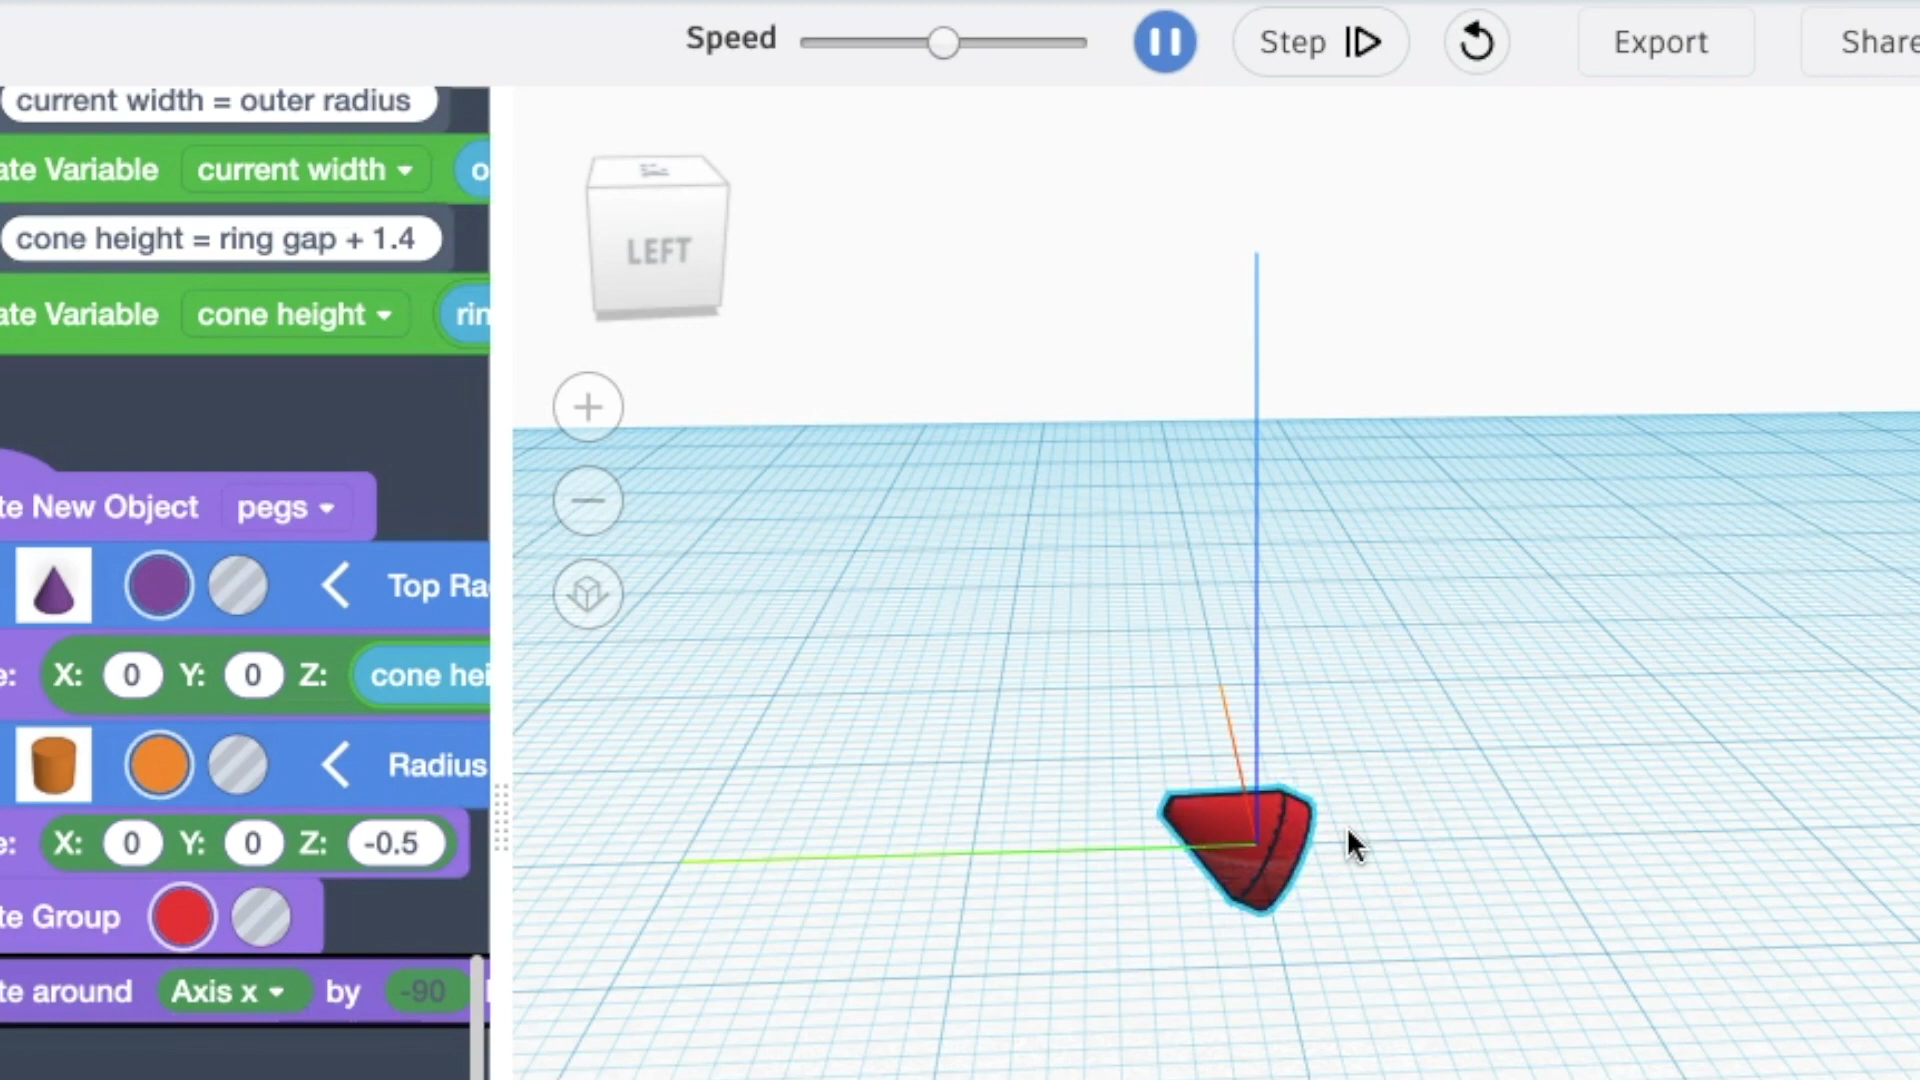 Speed
Step
Export
Share
current width = outer radius
ate Variable current width o
cone height = ring gap + 1.4
ate Variable cone height rin
LEFT
te New Object pegs
Top Ra
e: X: 0 Y: 0 Z: cone hei
Radius
e: X: 0 Y: 0 Z: -0.5
te Group
te around Axis x by -90